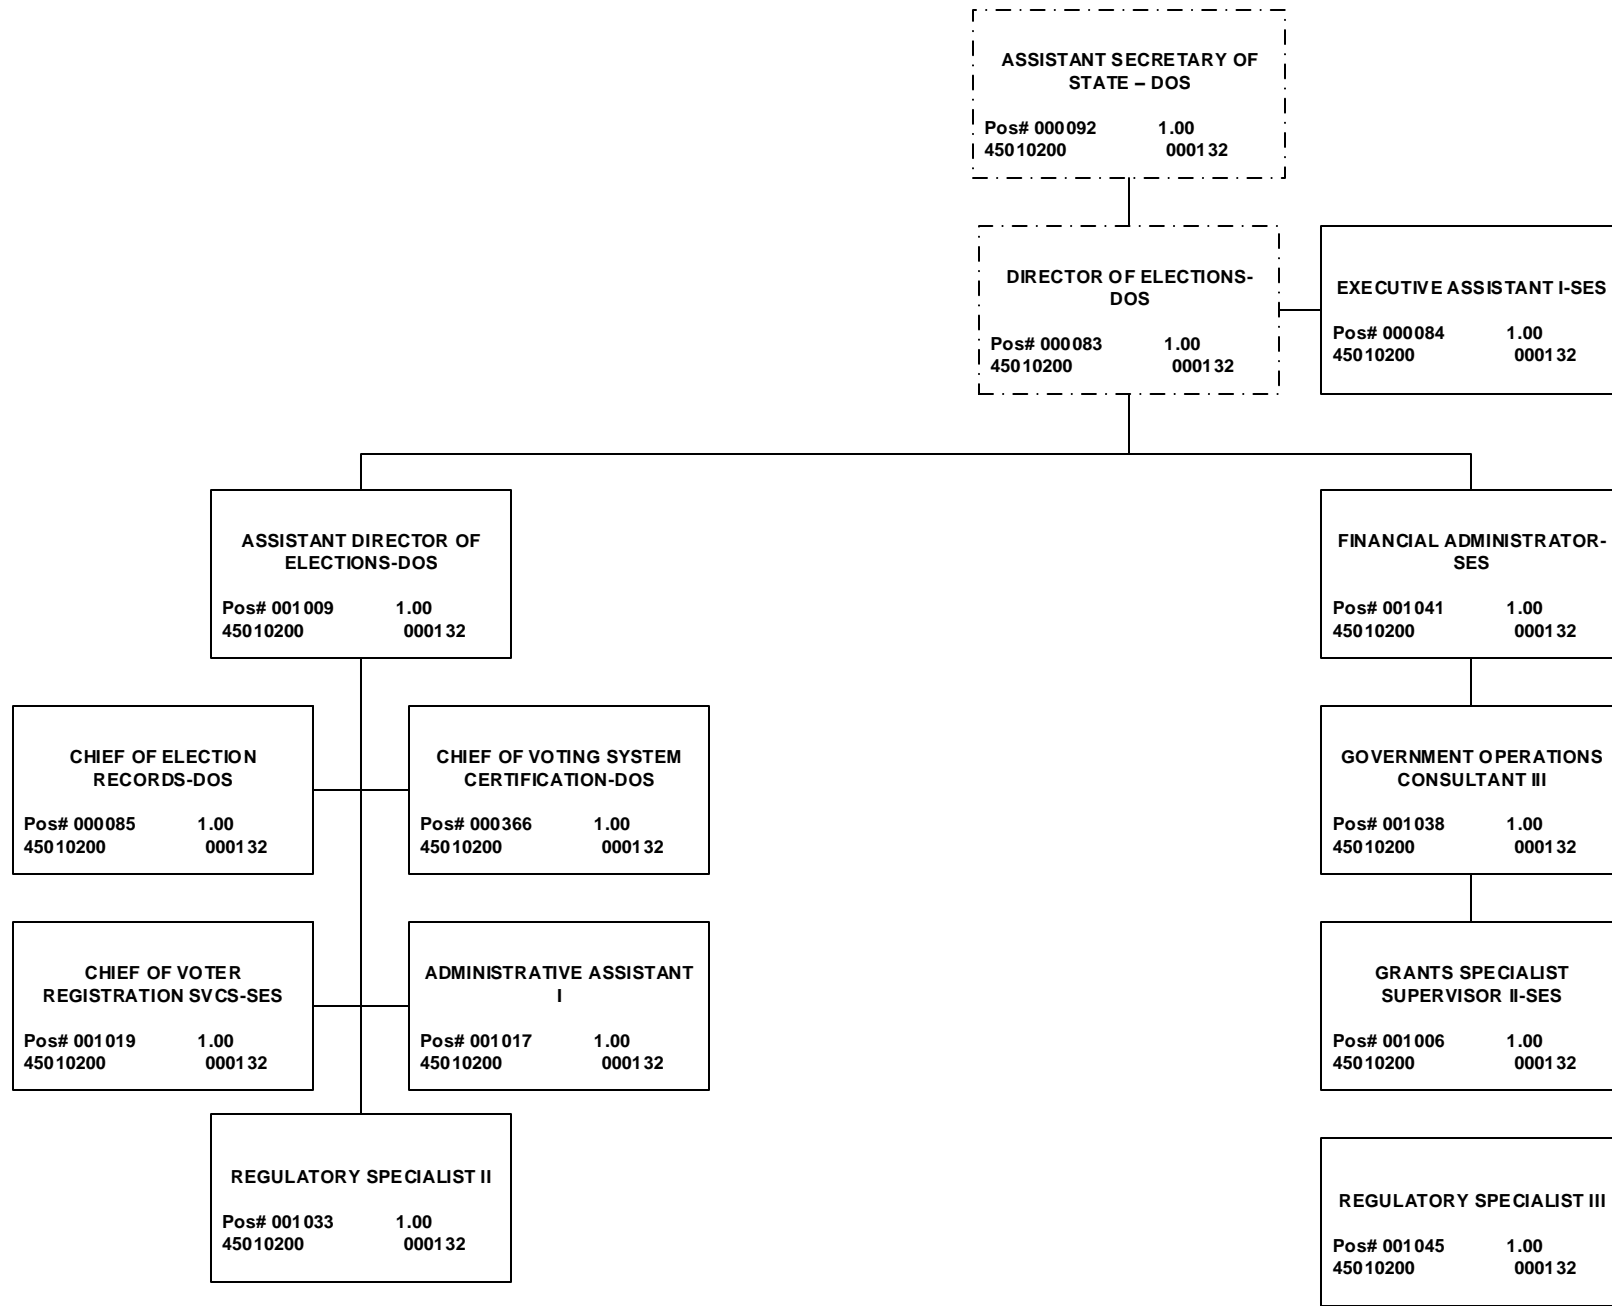 ASSISTANT SECRETARY OF
STATE – DOS
Pos# 000092 1.00
45010200 000132
DIRECTOR OF ELECTIONS-
DOS
Pos# 000083 1.00
45010200 000132
EXECUTIVE ASSISTANT I-SES
Pos# 000084 1.00
45010200 000132
ASSISTANT DIRECTOR OF
ELECTIONS-DOS
Pos# 001009 1.00
45010200 000132
FINANCIAL ADMINISTRATOR-
SES
Pos# 001041 1.00
45010200 000132
CHIEF OF ELECTION
RECORDS-DOS
Pos# 000085 1.00
45010200 000132
CHIEF OF VOTING SYSTEM
CERTIFICATION-DOS
Pos# 000366 1.00
45010200 000132
GOVERNMENT OPERATIONS
CONSULTANT III
Pos# 001038 1.00
45010200 000132
CHIEF OF VOTER
REGISTRATION SVCS-SES
Pos# 001019 1.00
45010200 000132
ADMINISTRATIVE ASSISTANT
I
Pos# 001017 1.00
45010200 000132
GRANTS SPECIALIST
SUPERVISOR II-SES
Pos# 001006 1.00
45010200 000132
REGULATORY SPECIALIST II
Pos# 001033 1.00
45010200 000132
REGULATORY SPECIALIST III
Pos# 001045 1.00
45010200 000132